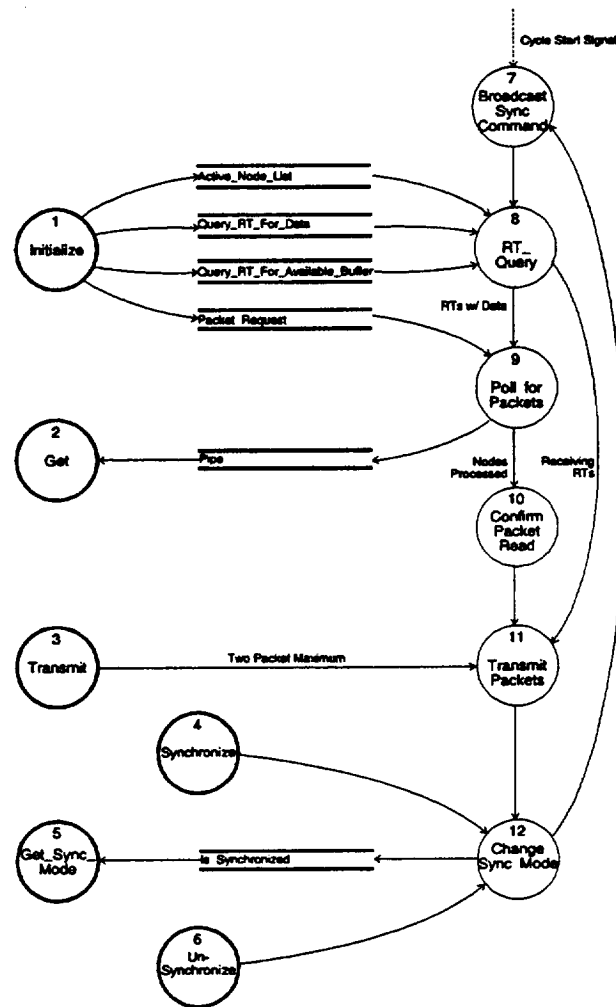 Cycle Start Signal
7
Broadcast
Sync
Command
Active_Node_List
1
Initialize
Query_RT_For_Data
8
RT_
Query
Query_RT_For_Available_Buffer
Packet Request
RTs w/ Data
9
Poll for
Packets
2
Get
Pipe
Nodes
Processed
Receiving
RTs
10
Confirm
Packet
Read
3
Transmit
Two Packet Maximum
11
Transmit
Packets
4
Synchronize
5
Get_Sync_
Mode
Is Synchronized
12
Change
Sync Mode
6
Un-
Synchronize